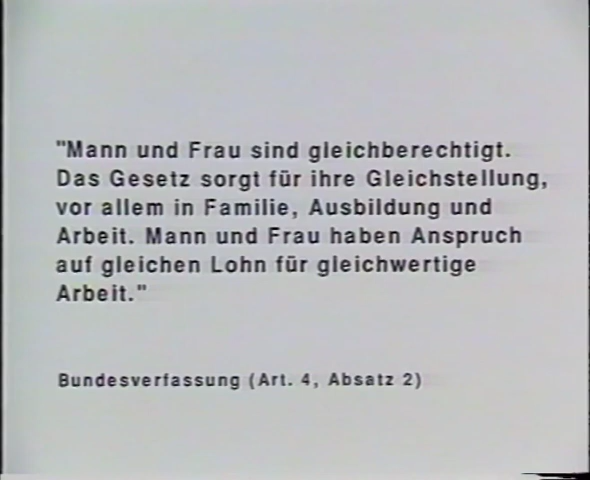 "Mann und Frau sind gleichberechtigt.
Das Gesetz sorgt für ihre Gleichstellung,
vor allem in Familie, Ausbildung und
Arbeit. Mann und Frau haben Anspruch
auf gleichen Lohn für gleichwertige
Arbeit."
Bundesverfassung (Art. 4, Absatz 2)